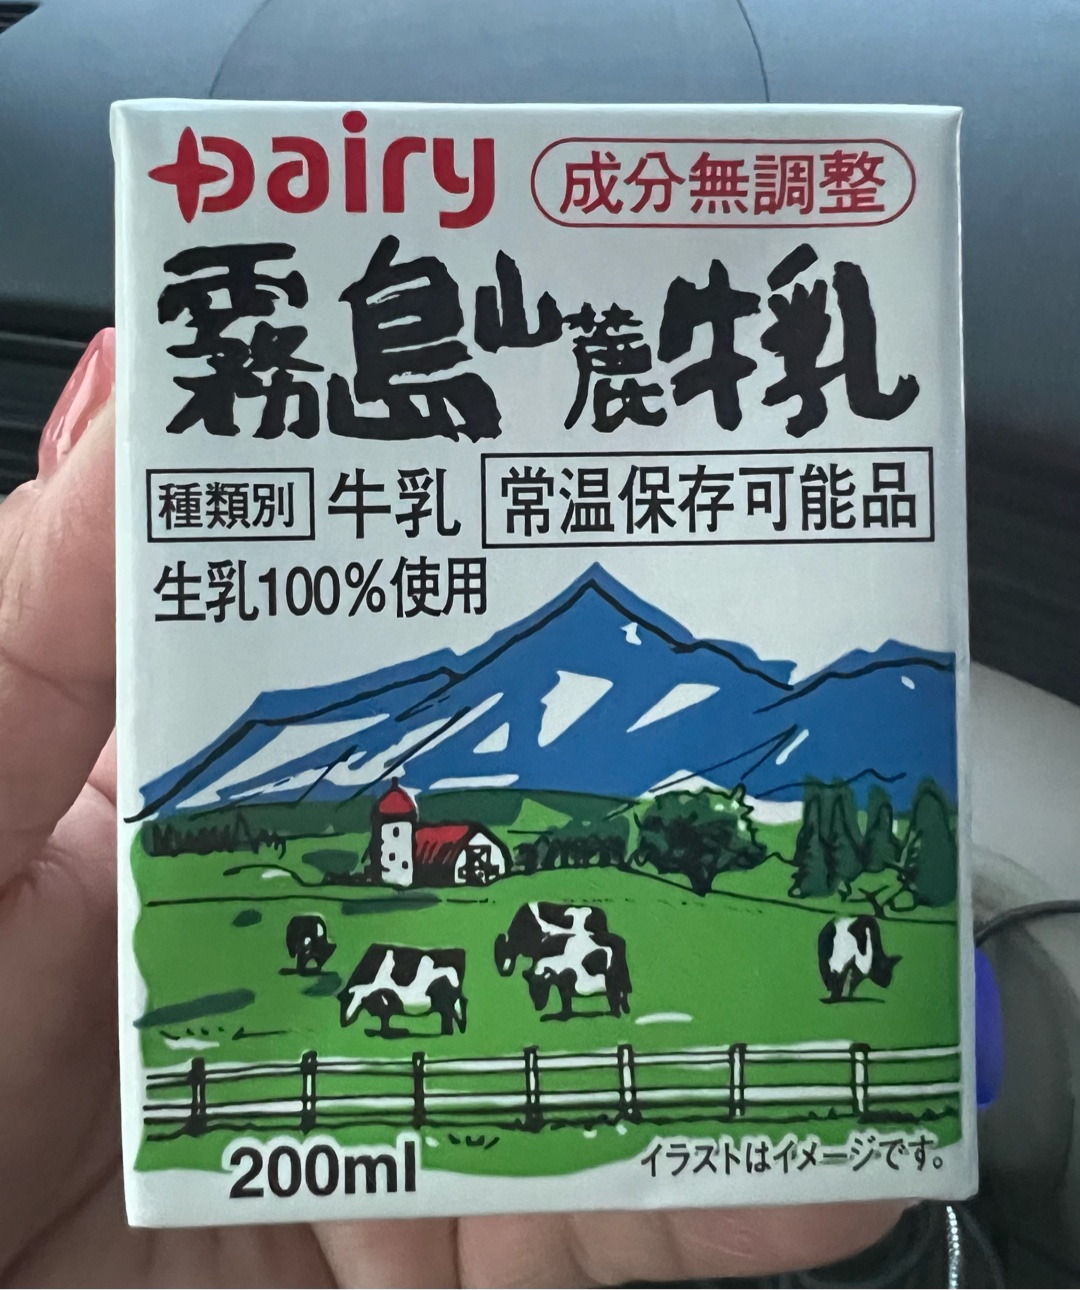 Dairy 成分無調整
霧島山麓牛乳
種類別 牛乳 常温保存可能品
生乳100%使用
200ml イラストはイメージです。